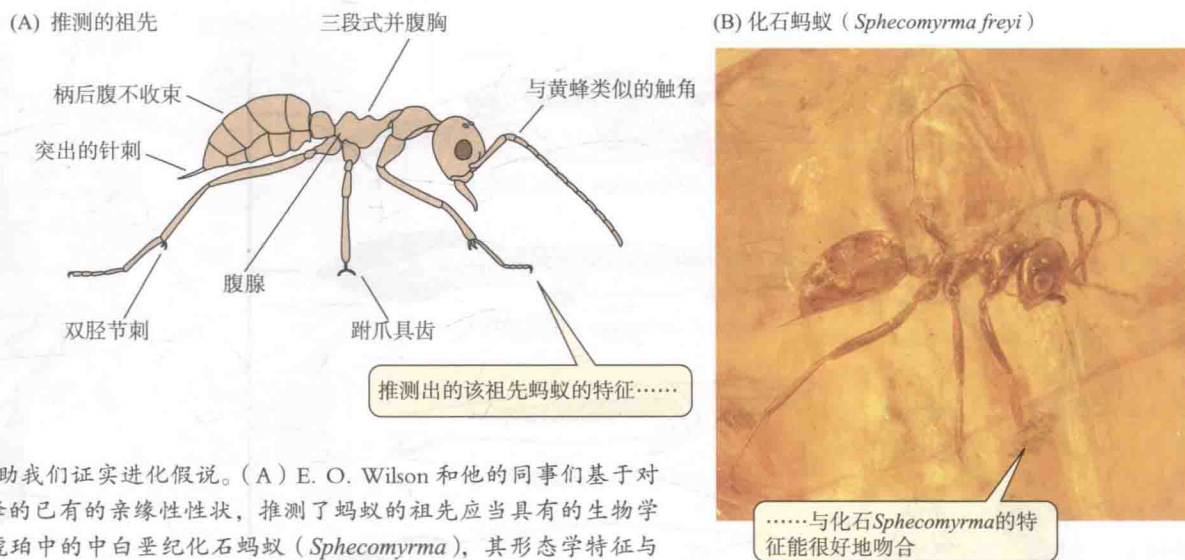 (A) 推测的祖先
三段式并腹胸
柄后腹不收束
与黄蜂类似的触角
突出的针刺
腹腺
双胫节刺
跗爪具齿
推测出的该祖先蚂蚁的特征……
(B) 化石蚂蚁（Sphecomyrma freyi）
……与化石Sphecomyrma的特
征能很好地吻合
助我们证实进化假说。（A）E. O. Wilson 和他的同事们基于对
的已有的亲缘性性状，推测了蚂蚁的祖先应当具有的生物学
琥珀中的中白垩纪化石蚂蚁（Sphecomyrma），其形态学特征与